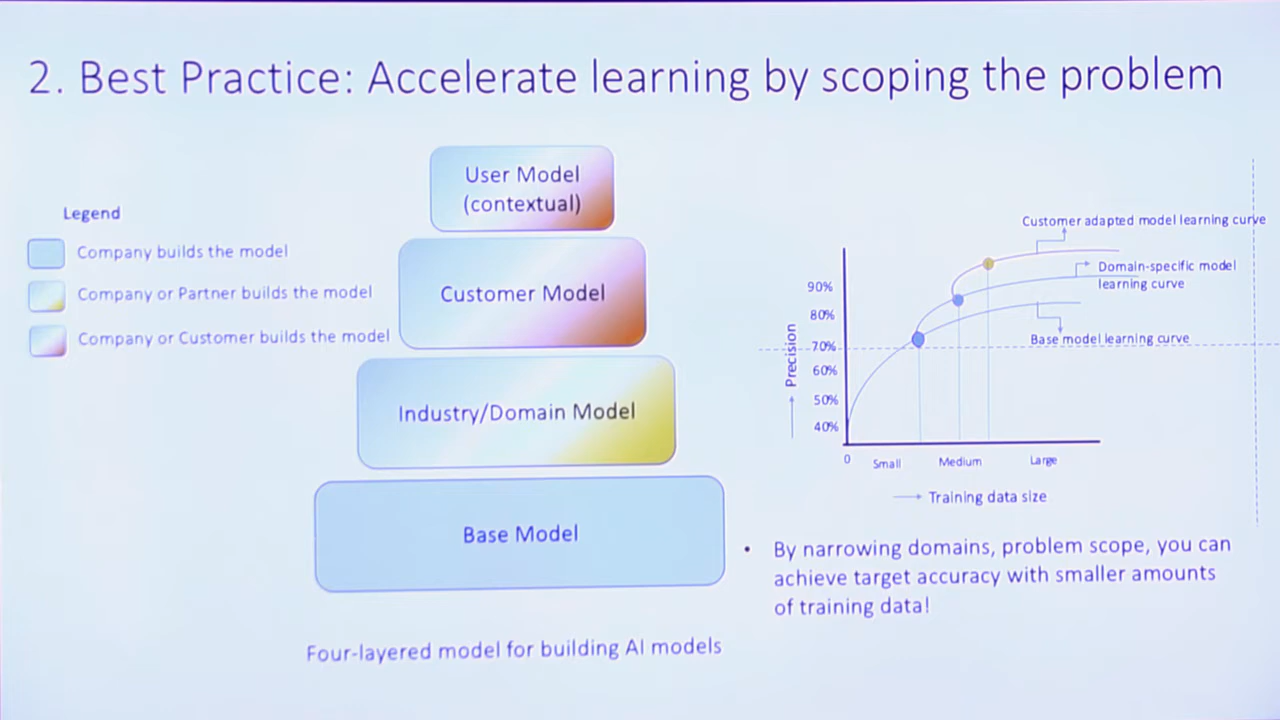 2. Best Practice: Accelerate learning by scoping the problem
Legend
Company builds the model
Company or Partner builds the model
Company or Customer builds the model
User Model
(contextual)
Customer Model
Industry/Domain Model
Base Model
Four-layered model for building AI models
Customer adapted model learning curve
Domain-specific model
learning curve
Base model learning curve
Precision
90%
80%
70%
60%
50%
40%
0
Small
Medium
Large
Training data size
• By narrowing domains, problem scope, you can
achieve target accuracy with smaller amounts
of training data!